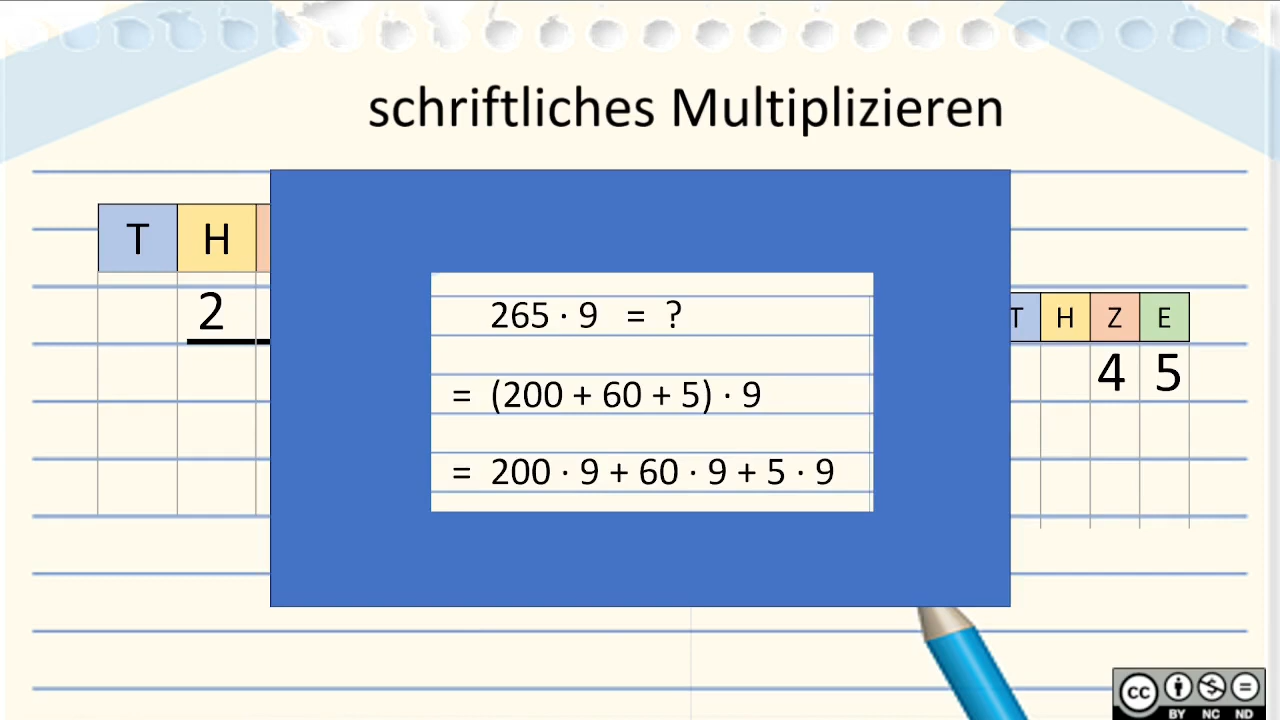 schriftliches Multiplizieren
T H
2
265 · 9 = ?
= (200 + 60 + 5) · 9
= 200 · 9 + 60 · 9 + 5 · 9
T H Z E
4 5
cc
BY NC ND